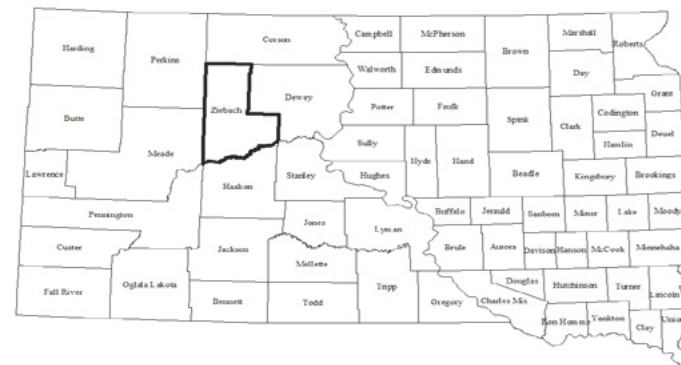 Harding
Perkins
Corson
Campbell
McPherson
Brown
Marshall
Roberts
Walworth
Edmunds
Day
Butte
Ziebach
Dewey
Potter
Faulk
Spink
Clark
Codington
Grant
Hamlin
Deuel
Lawrence
Meade
Sully
Hyde
Hand
Beadle
Kingsbury
Brookings
Haakon
Stanley
Hughes
Pennington
Jones
Lyman
Buffalo
Jerauld
Sanborn
Miner
Lake
Moody
Custer
Jackson
Brule
Aurora
Davison
Hanson
McCook
Minnehaha
Fall River
Oglala Lakota
Mellette
Tripp
Gregory
Charles Mix
Douglas
Hutchinson
Turner
Lincoln
Bennett
Todd
Bon Homme
Yankton
Clay
Union